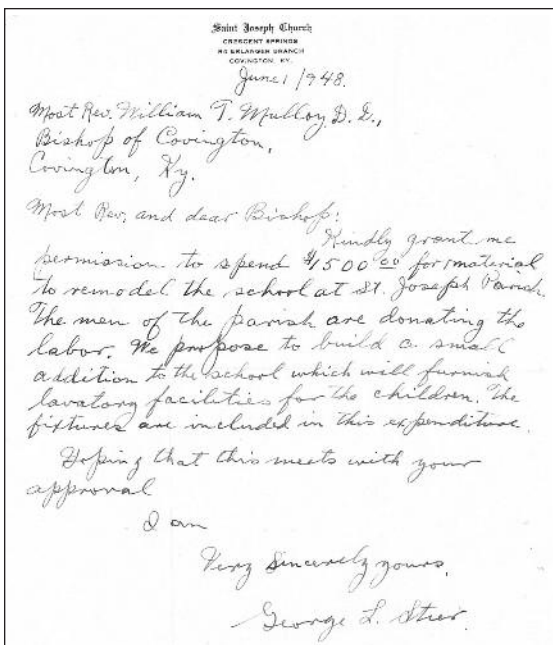 Saint Joseph Church
CRESCENT SPRINGS
RR ERLANGER BRANCH
COVINGTON, KY.
June 1 1948.
Most Rev. William T. Mulloy D.D.,
Bishop of Covington,
Covington, Ky.
Most Rev. and dear Bishop:
Kindly grant me
permission to spend $1500.00 for material
to remodel the school at St. Joseph Parish.
The men of the parish are donating the
labor. We propose to build a small
addition to the school which will furnish
lavatory facilities for the children. The
fixtures are included in this expenditure.
Hoping that this meets with your
approval
I am
Very Sincerely yours,
George L. Stier.